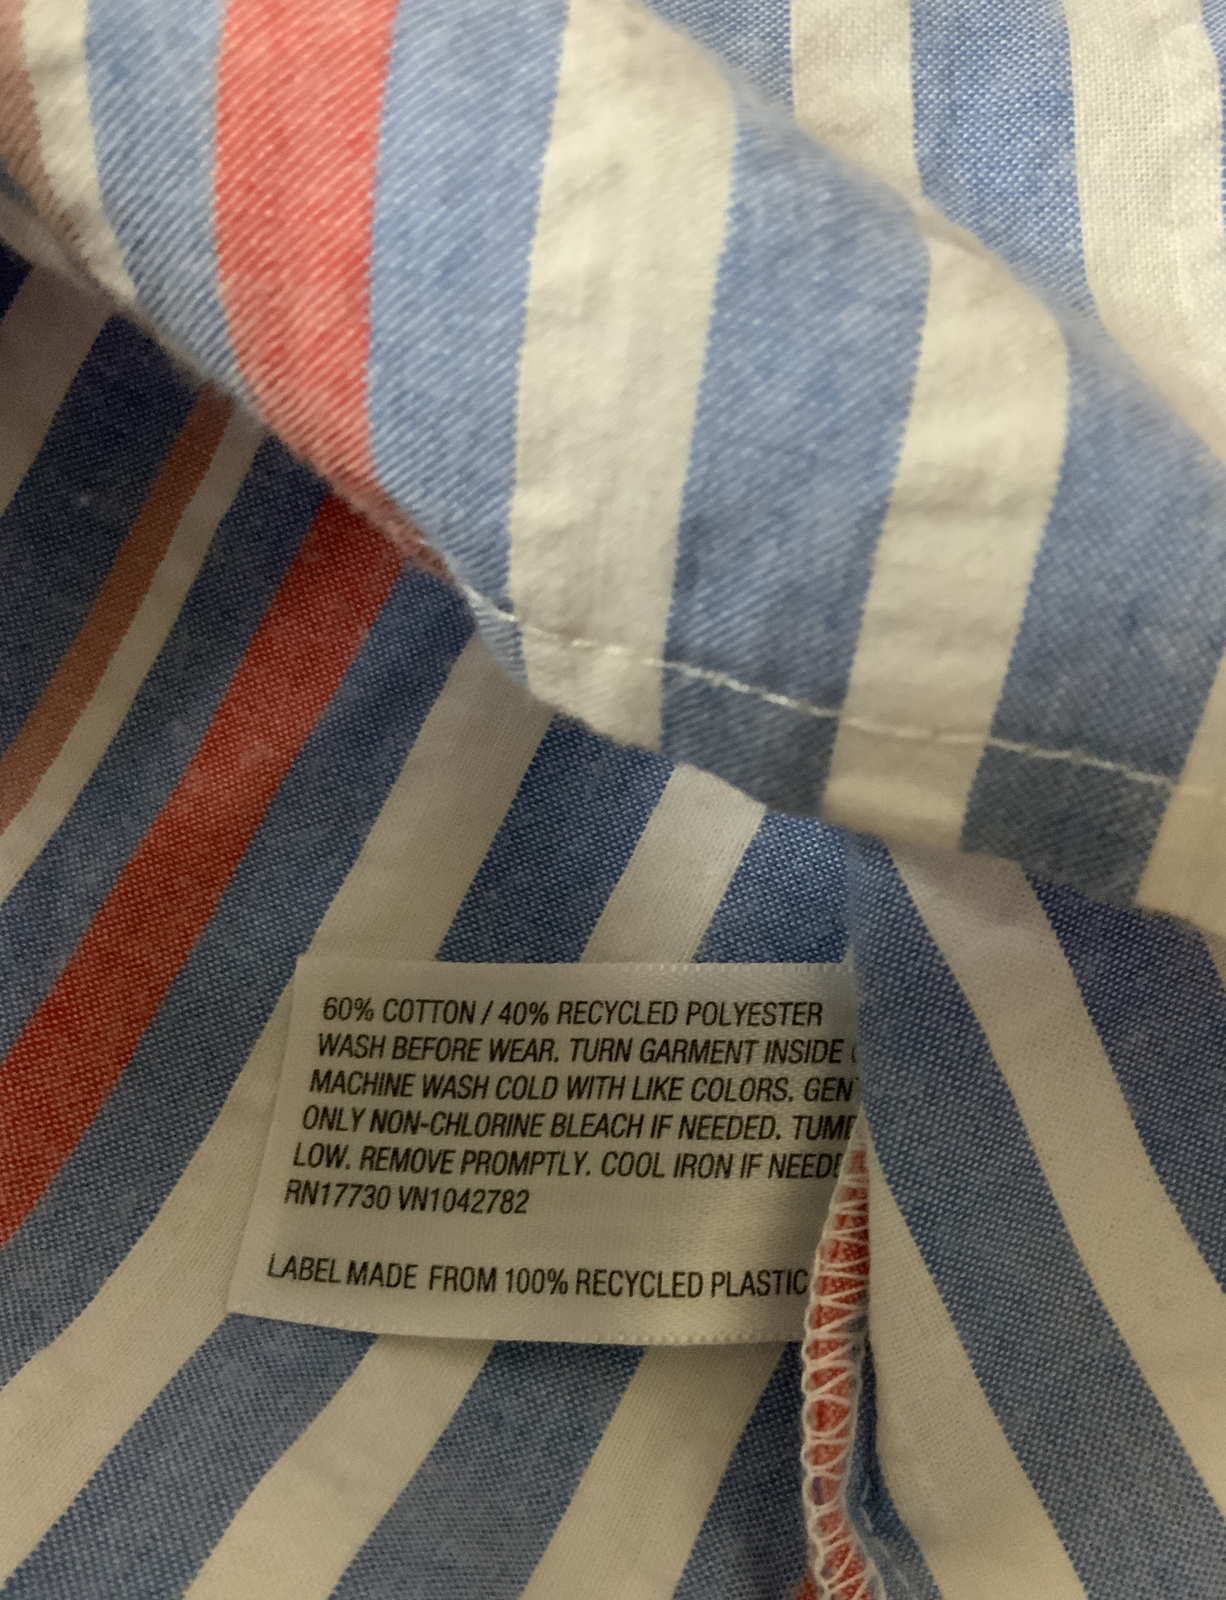 60% COTTON / 40% RECYCLED POLYESTER
WASH BEFORE WEAR. TURN GARMENT INSIDE
MACHINE WASH COLD WITH LIKE COLORS.
ONLY NON-CHLORINE BLEACH IF NEEDED.
LOW. REMOVE PROMPTLY. COOL IRON IF
RN17730 VN1042782
LABEL MADE FROM 100% RECYCLED PLASTIC